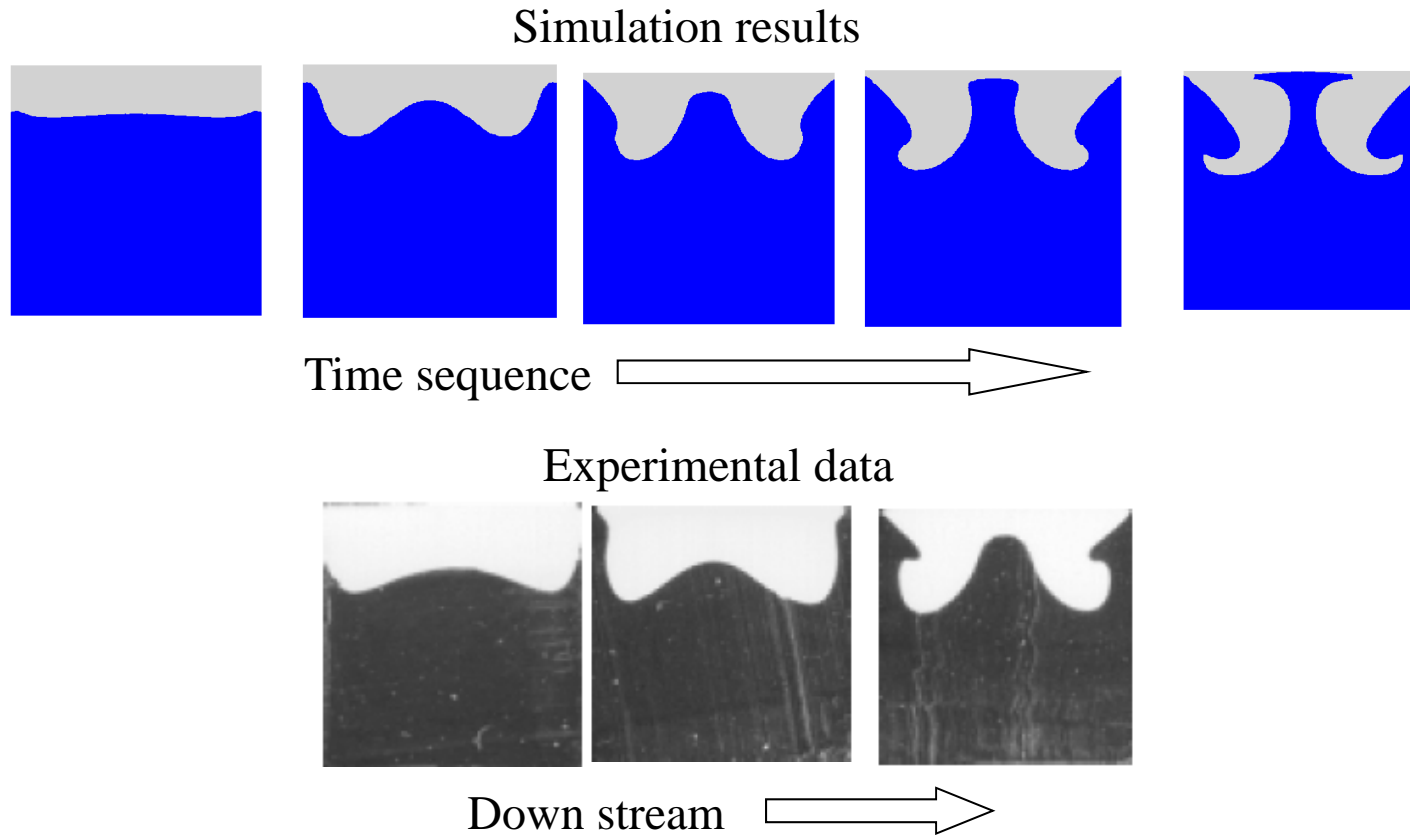 Simulation results
Time sequence
Experimental data
Down stream